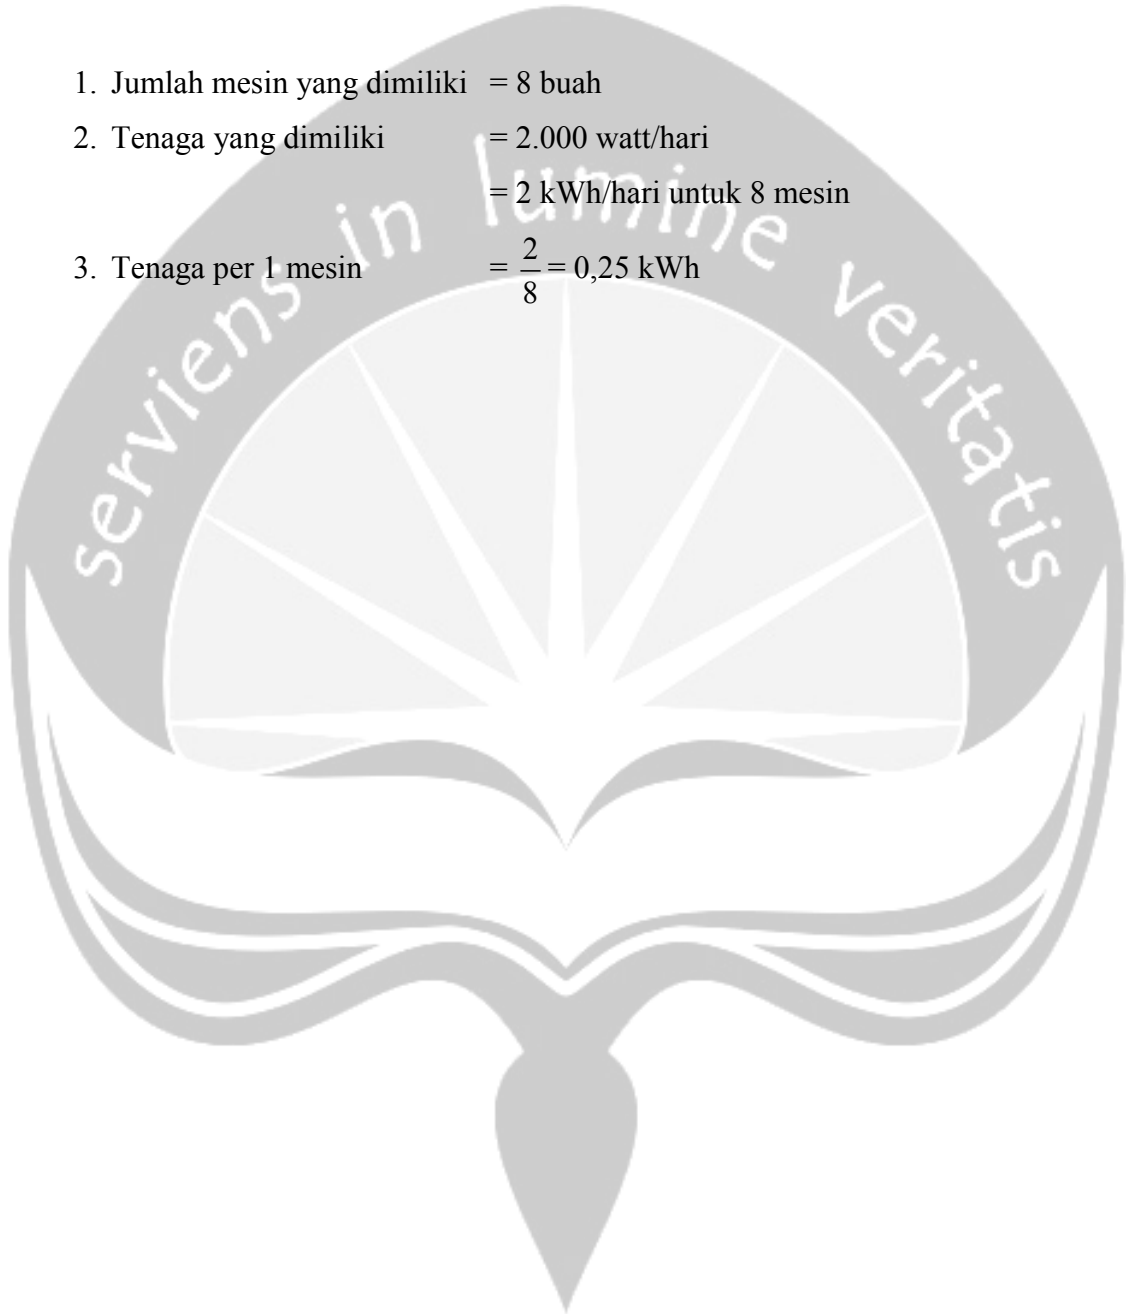 1. Jumlah mesin yang dimiliki = 8 buah
2. Tenaga yang dimiliki = 2.000 watt/hari
= 2 kWh/hari untuk 8 mesin
3. Tenaga per 1 mesin = 2/8 = 0,25 kWh
serviens in lumine veritatis